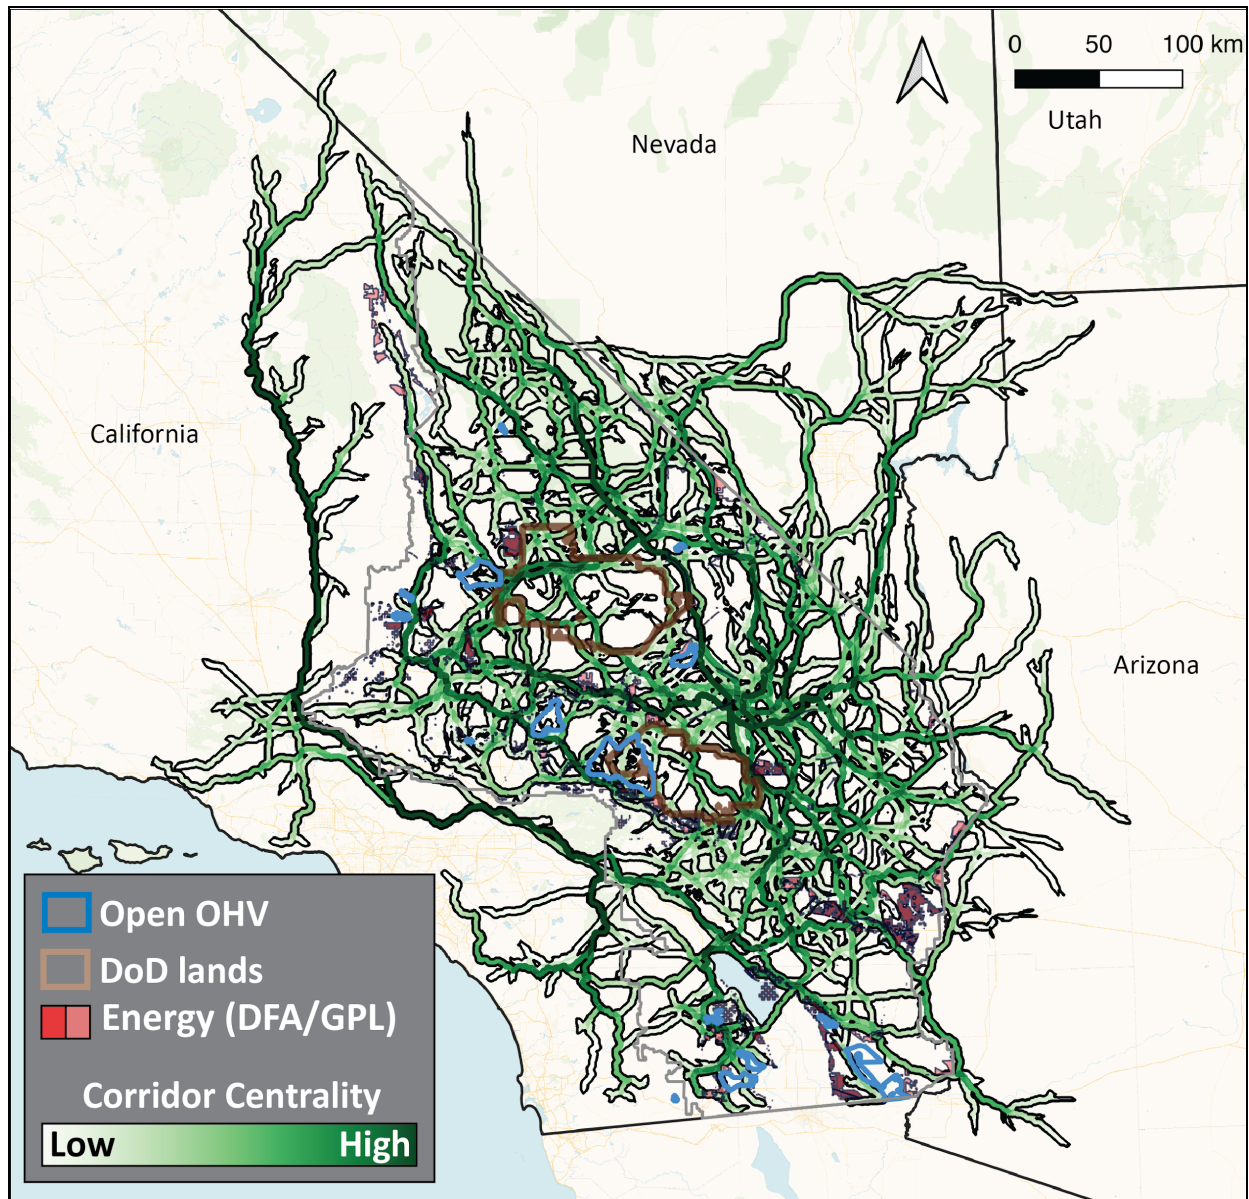 0 50 100 km
Utah
Nevada
California
Arizona
Open OHV
DoD lands
Energy (DFA/GPL)
Corridor Centrality
Low High